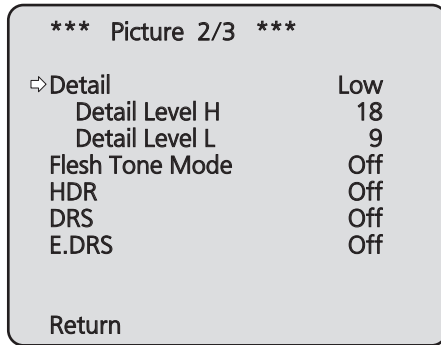 *** Picture 2/3 ***
⇨Detail Low
Detail Level H 18
Detail Level L 9
Flesh Tone Mode Off
HDR Off
DRS Off
E.DRS Off
Return